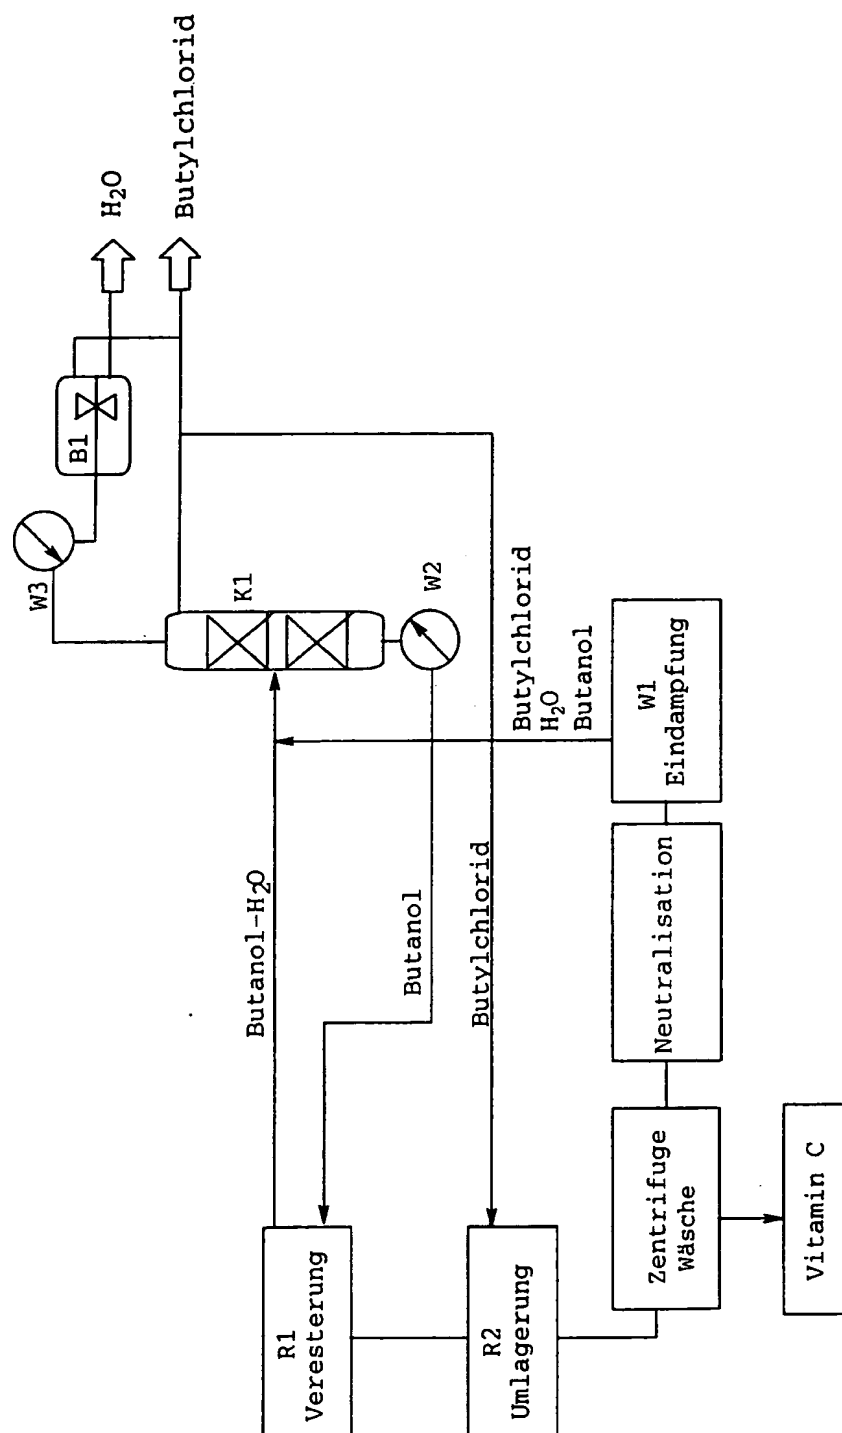 H₂O
Butylchlorid
B1
W3
K1
W2
Butanol-H₂O
Butanol
Butylchlorid
Butylchlorid
H₂O
Butanol
R1
Veresterung
R2
Umlagerung
Zentrifuge
Wäsche
Neutralisation
W1
Eindampfung
Vitamin C